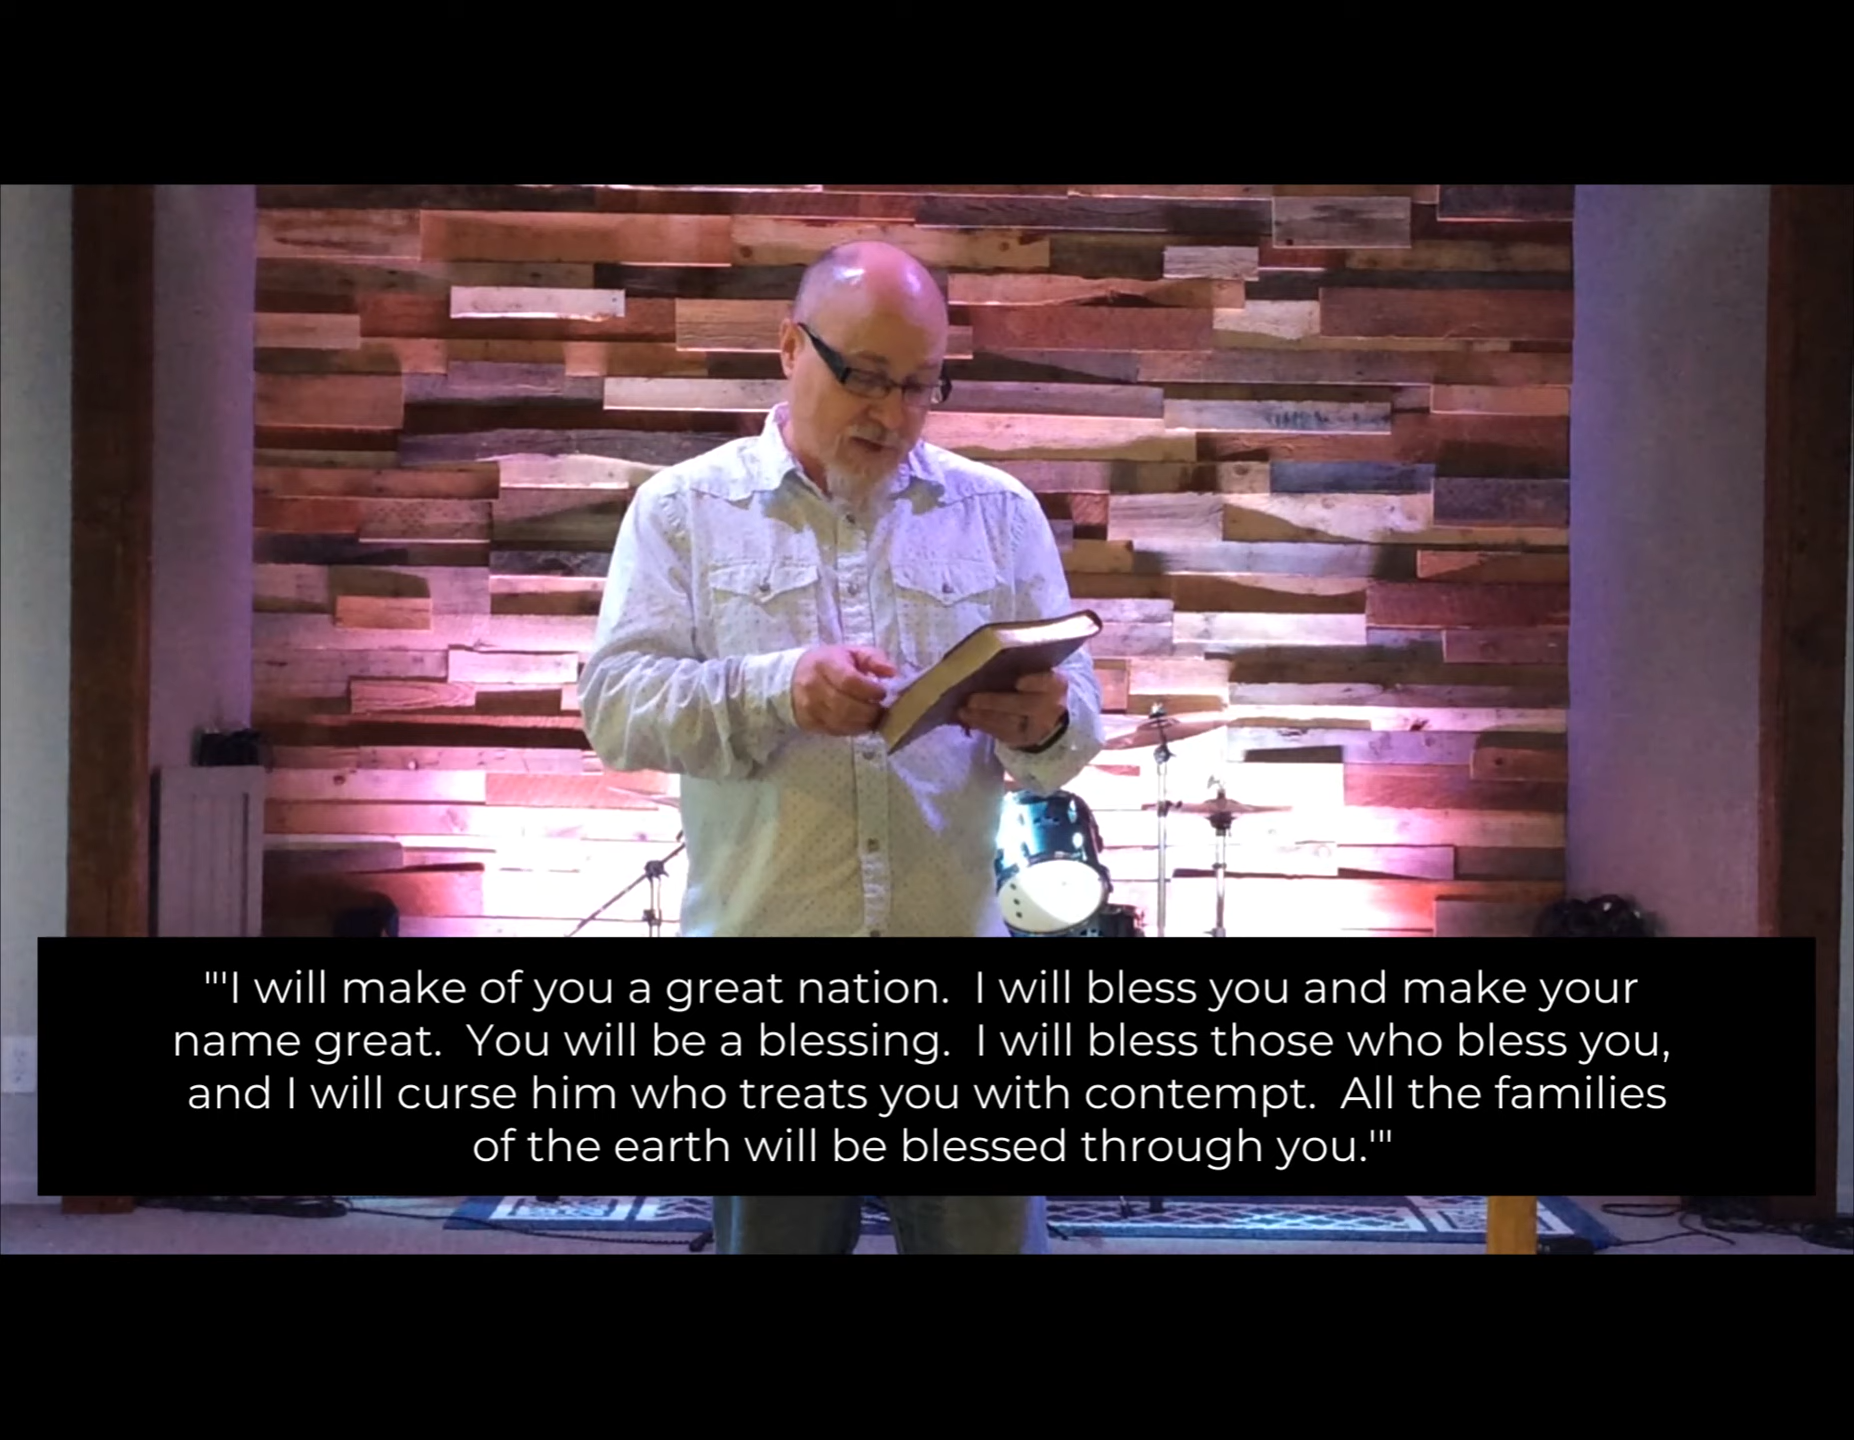 "'I will make of you a great nation.  I will bless you and make your
name great.  You will be a blessing.  I will bless those who bless you,
and I will curse him who treats you with contempt.  All the families
of the earth will be blessed through you.'"